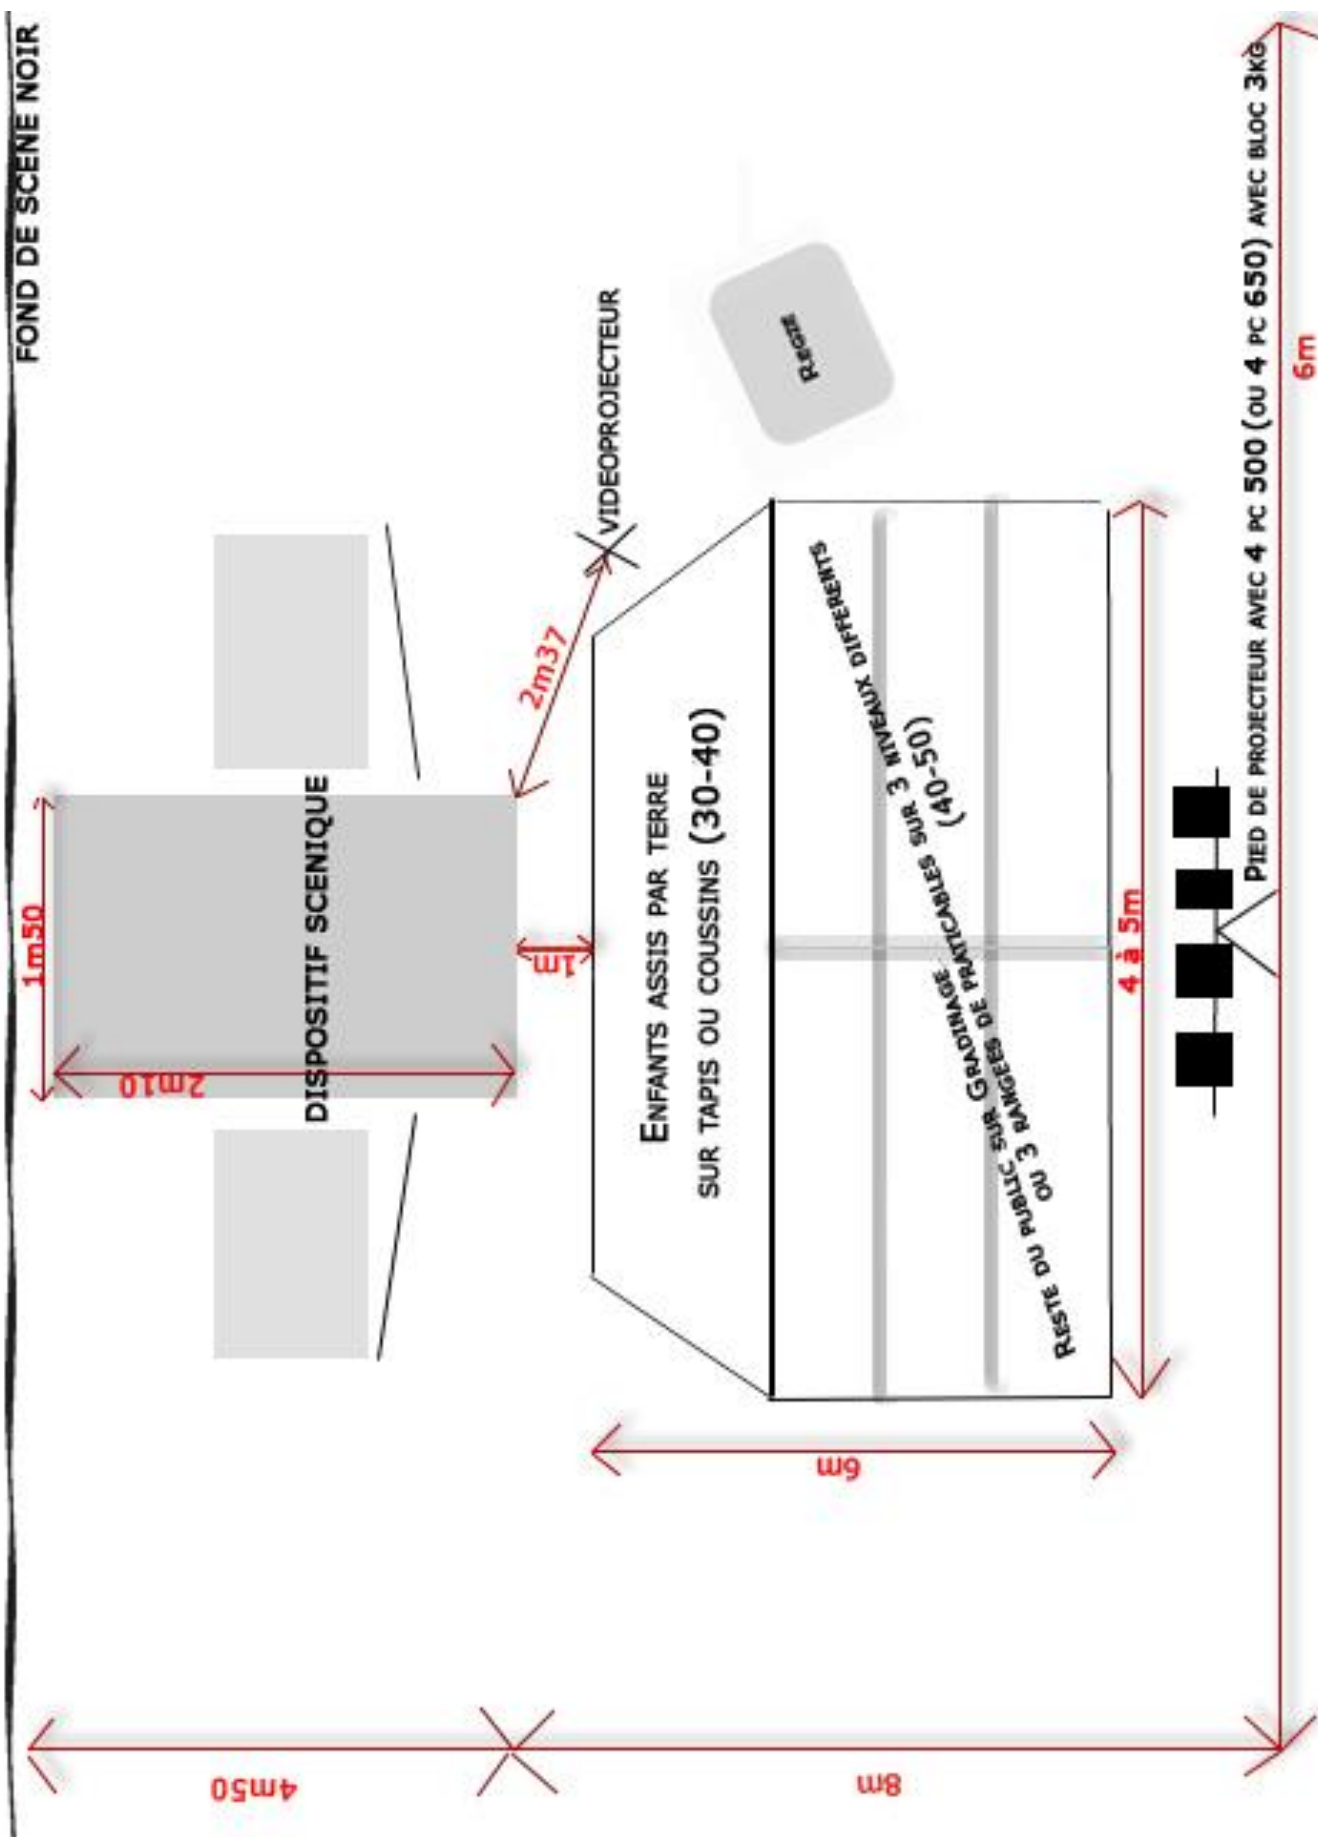 FOND DE SCENE NOIR
1m50
2m10
DISPOSITIF SCENIQUE
4m50
VIDEOPROJECTEUR
2m37
1m
REGIE
ENFANTS ASSIS PAR TERRE
SUR TAPIS OU COUSSINS (30-40)
RESTE DU PUBLIC SUR GRADINAGE
OU 3 RANGEES DE PRATICABLES SUR 3 NIVEAUX DIFFERENTS
(40-50)
6m
8m
4 à 5m
PIED DE PROJECTEUR AVEC 4 PC 500 (OU 4 PC 650) AVEC BLOC 3KG
6m